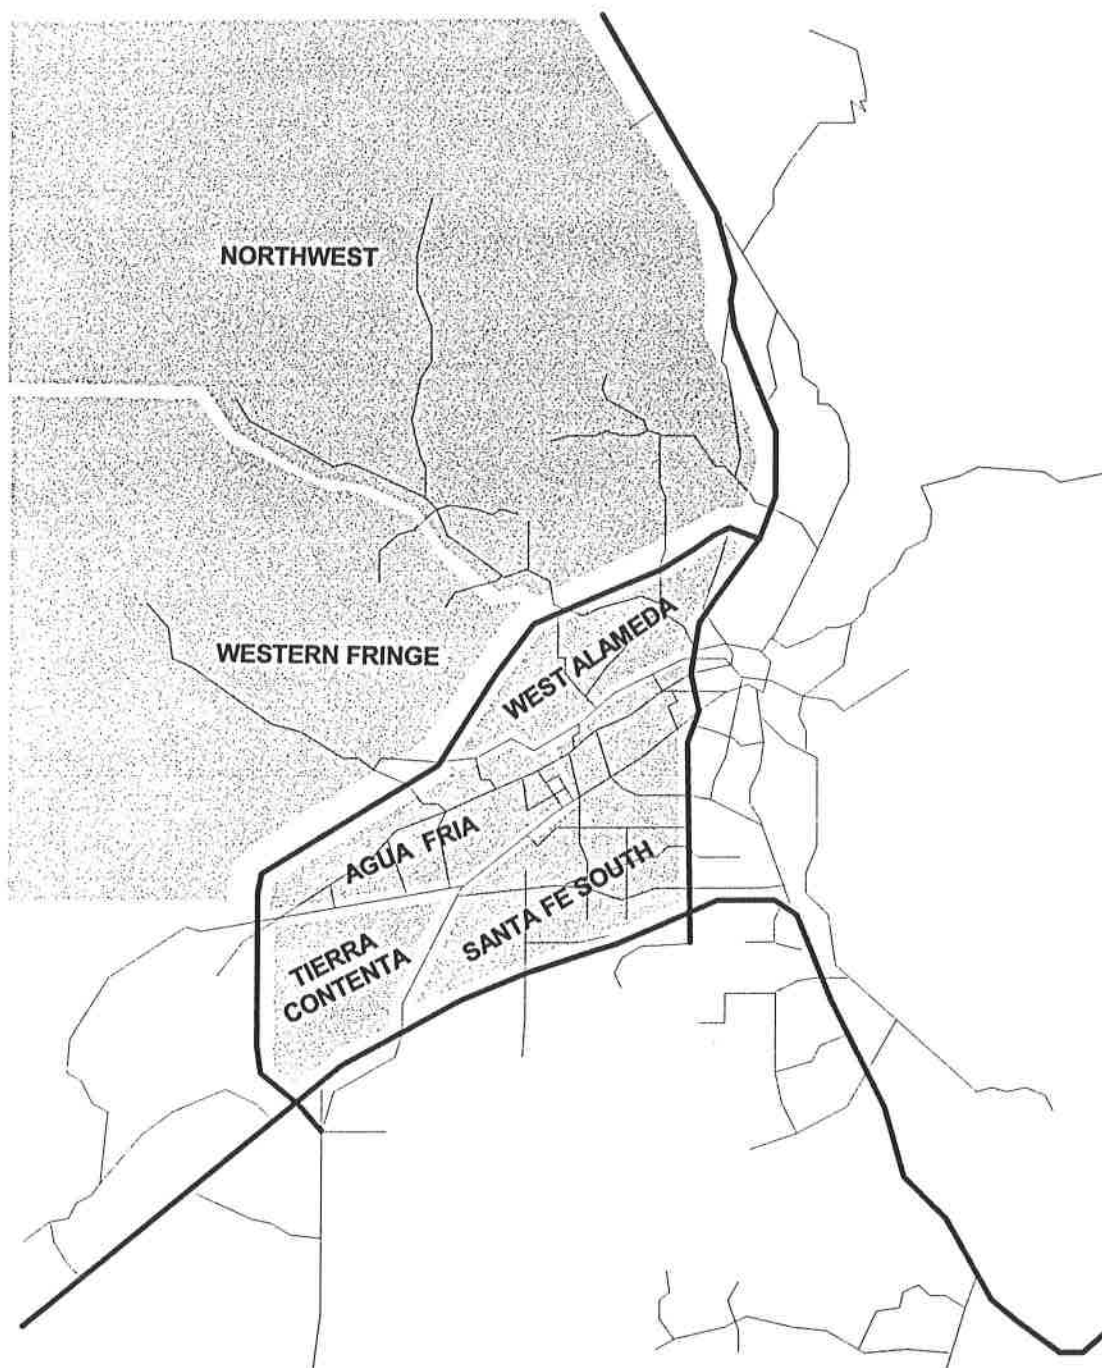 NORTHWEST
WESTERN FRINGE
WEST ALAMEDA
AGUA FRIA
SANTA FE SOUTH
TIERRA
CONTENTA